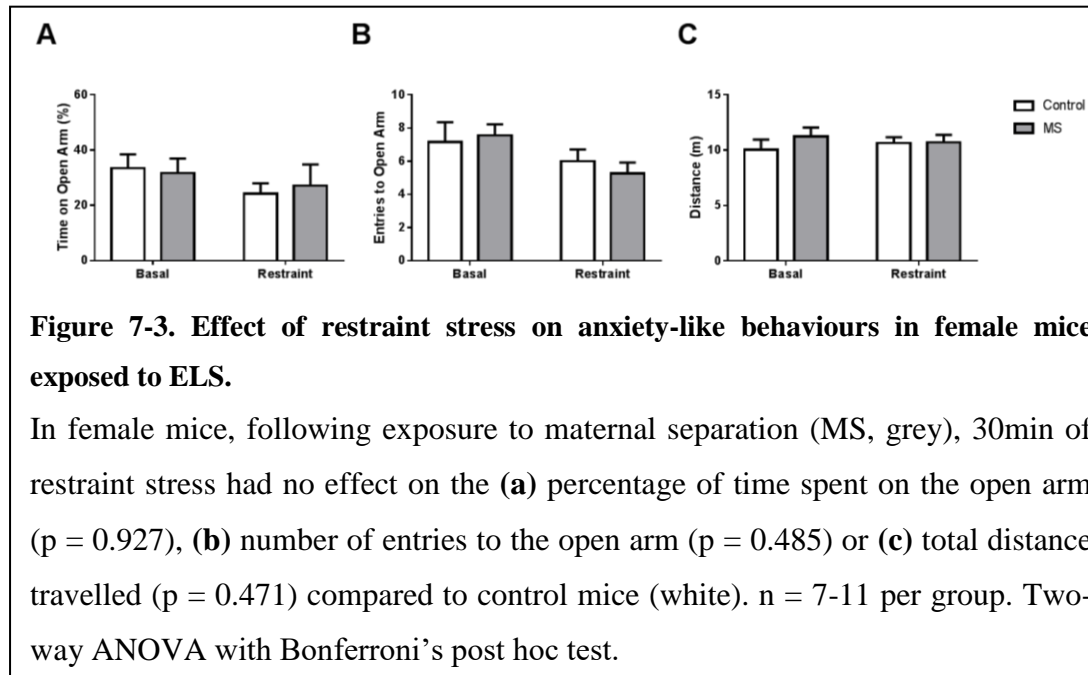 A B C
Time on Open Arm (%)
60
40
20
0
Basal Restraint
Entries to Open Arm
10
8
6
4
2
0
Basal Restraint
Distance (m)
15
10
5
0
Basal Restraint
Control
MS
Figure 7-3. Effect of restraint stress on anxiety-like behaviours in female mice
exposed to ELS.
In female mice, following exposure to maternal separation (MS, grey), 30min of
restraint stress had no effect on the (a) percentage of time spent on the open arm
(p = 0.927), (b) number of entries to the open arm (p = 0.485) or (c) total distance
travelled (p = 0.471) compared to control mice (white). n = 7-11 per group. Two-
way ANOVA with Bonferroni’s post hoc test.